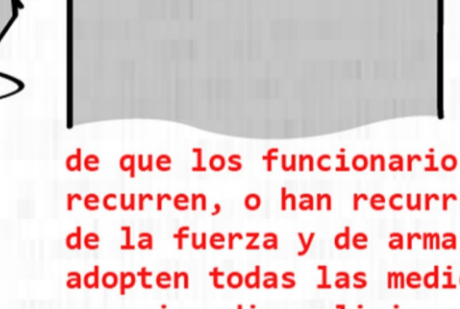 de que los funcionario
recurren, o han recurr
de la fuerza y de arma
adopten todas las medi